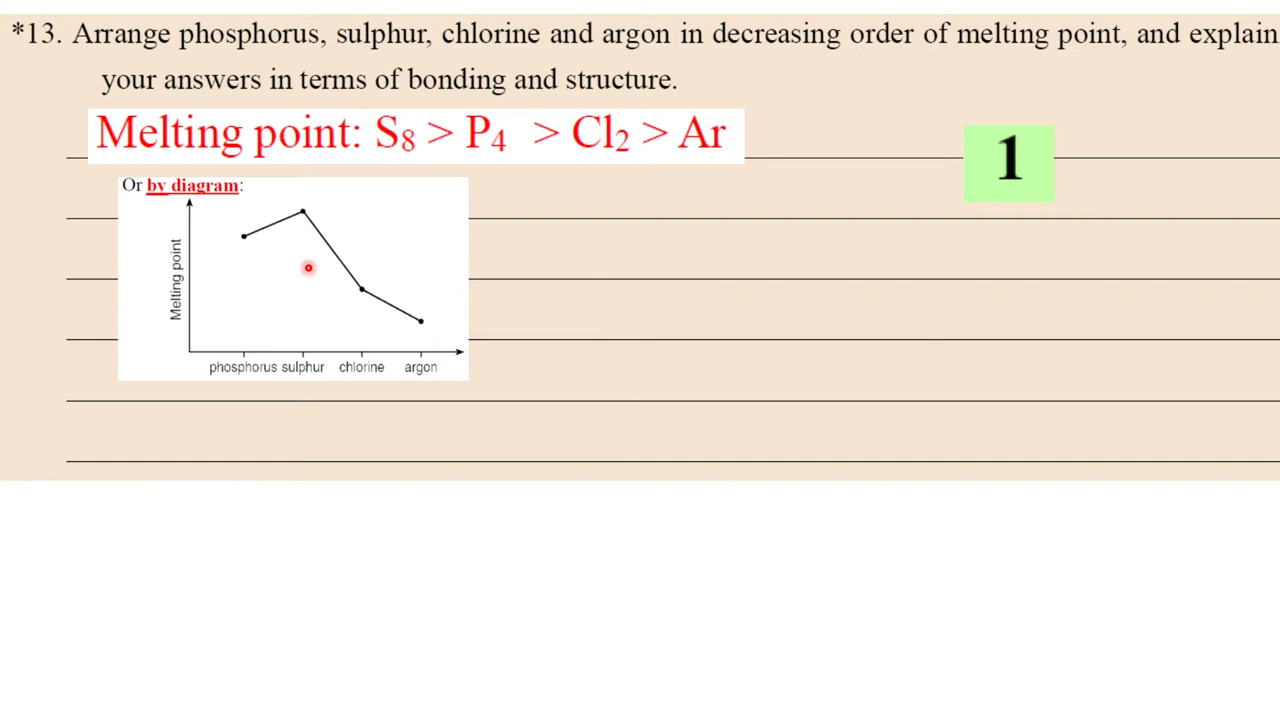 *13. Arrange phosphorus, sulphur, chlorine and argon in decreasing order of melting point, and explain
your answers in terms of bonding and structure.
Melting point: S₈ > P₄ > Cl₂ > Ar
1
Or by diagram:
Melting point
phosphorus sulphur chlorine argon